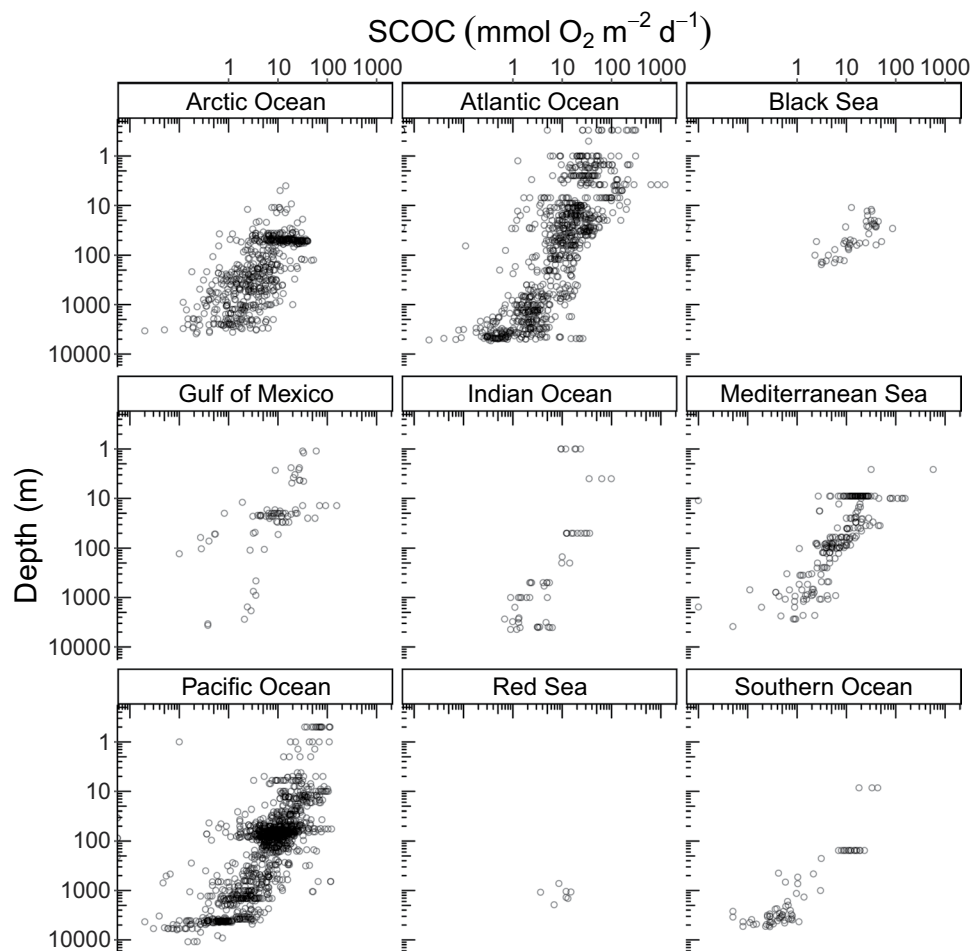 SCOC (mmol O₂ m⁻² d⁻¹)
1 10 100 1000 1 10 100 1000 1 10 100 1000
Arctic Ocean Atlantic Ocean Black Sea
1
10
100
1000
10000
Gulf of Mexico Indian Ocean Mediterranean Sea
Depth (m)
1
10
100
1000
10000
Pacific Ocean Red Sea Southern Ocean
1
10
100
1000
10000